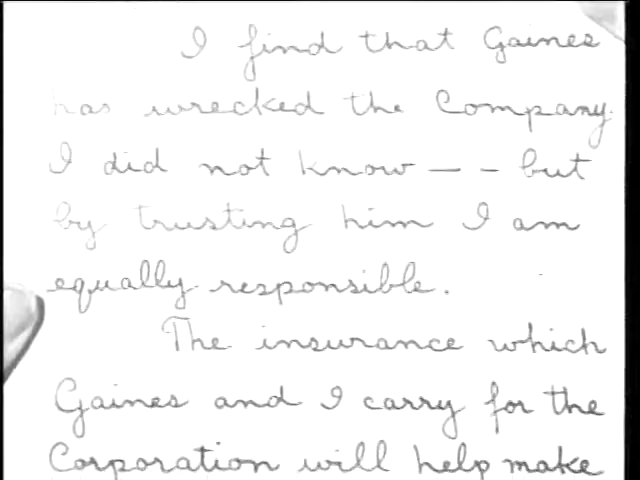 I find that Gaines
has wrecked the Company.
I did not know — – but
by trusting him I am
equally responsible.
The insurance which
Gaines and I carry for the
Corporation will help make